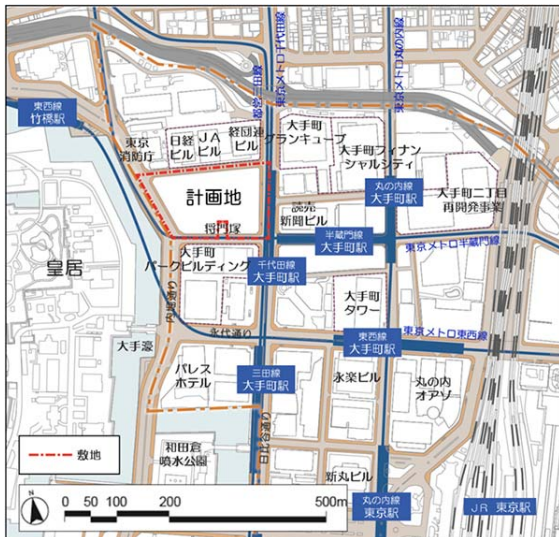 都営三田線
東京メトロ千代田線
東京メトロ丸の内線
東西線
竹橋駅
東京
消防庁
日経
ビル
JA
ビル
経団連
ビル
大手町
グランキューブ
大手町フィナン
シャルシティ
丸の内線
大手町駅
大手町二丁目
再開発事業
計画地
将門塚
読売
新聞ビル
半蔵門線
大手町駅
東京メトロ半蔵門線
皇居
大手町
パークビルディング
千代田線
大手町駅
内堀通り
大手町
タワー
大手濠
永代通り
東西線
大手町駅
東京メトロ東西線
パレス
ホテル
三田線
大手町駅
永楽ビル
丸の内
オアゾ
日比谷通り
和田倉
噴水公園
新丸ビル
丸の内線
東京駅
JR 東京駅
敷地
N
0 50 100 200 500m